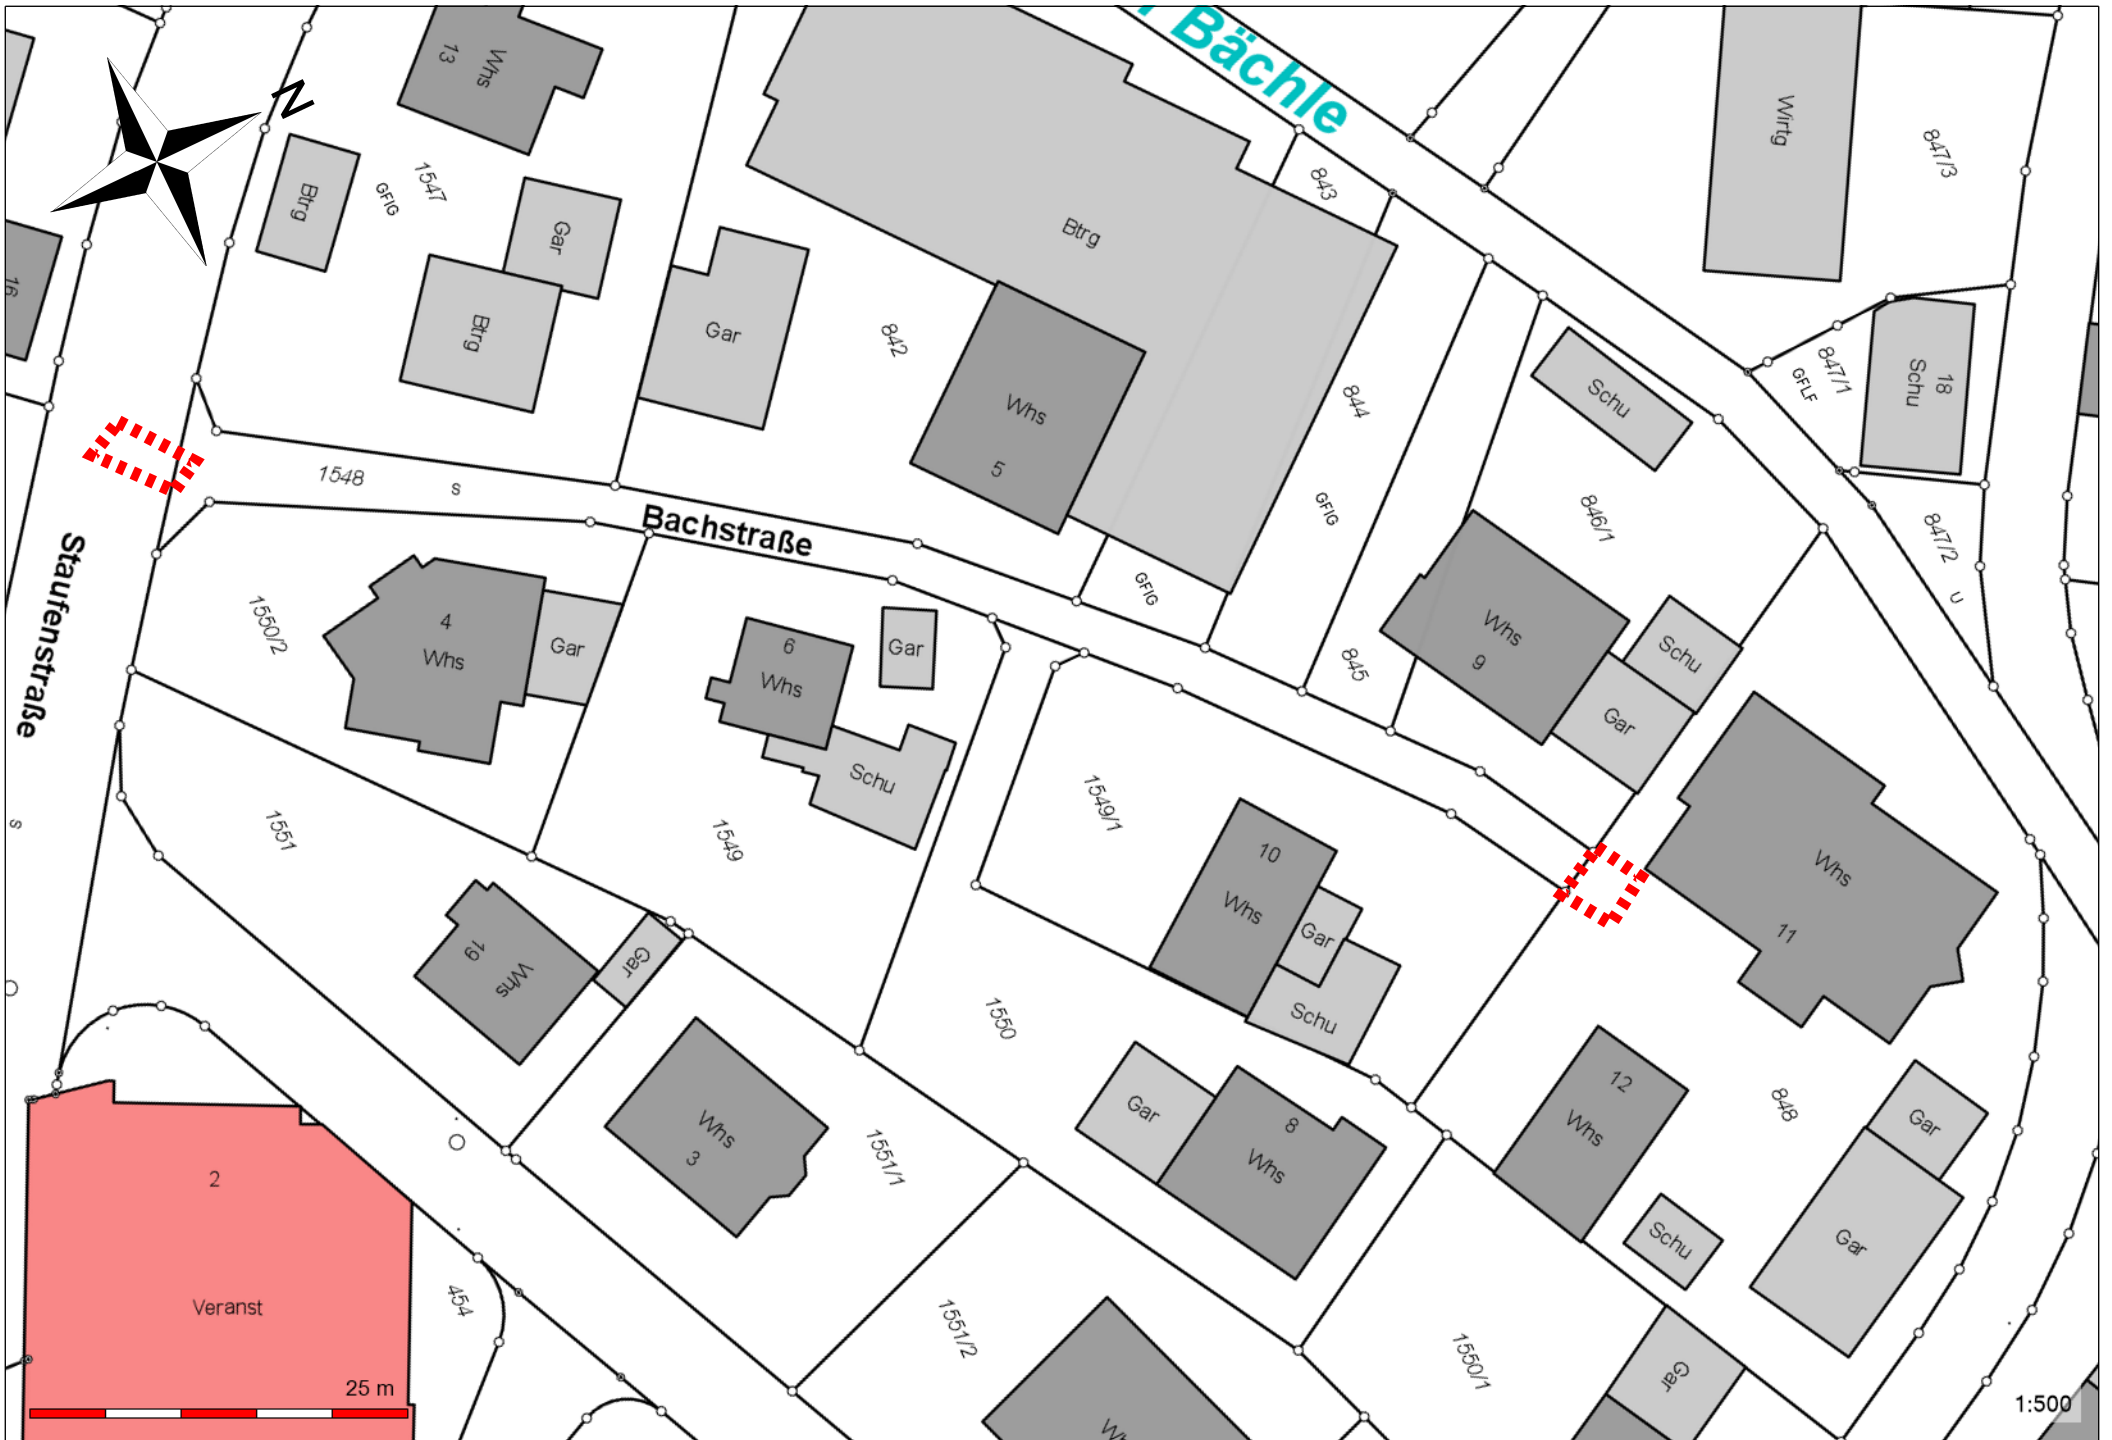 Bächle
N
13
Whs
Wirtg
847/3
1547
GFIG
Btrg
Gar
843
Btrg
16
Btrg
Gar
842
847/1
GFLF
18
Schu
Whs
5
844
Schu
1548
s
GFIG
846/1
Bachstraße
847/2
U
Staufenstraße
1550/2
4
Whs
Gar
6
Whs
Gar
GFIG
845
Whs
9
Schu
Gar
Schu
s
1551
1549
1549/1
10
Whs
Gar
Schu
Whs
11
19
Whs
Gar
1550
12
Whs
848
Gar
2
Whs
3
1551/1
Gar
8
Whs
Schu
Gar
Veranst
454
1551/2
1550/1
Gar
25 m
1:500